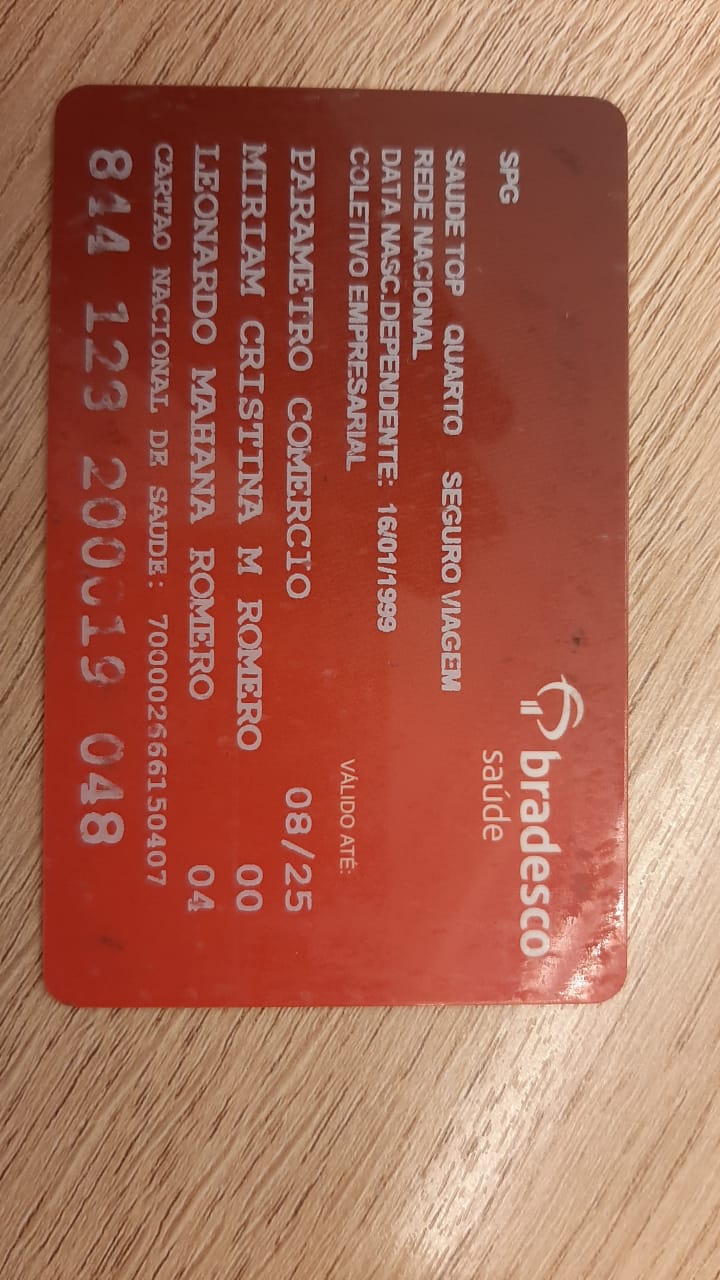 bradesco
saúde
SPG
SAUDE TOP QUARTO SEGURO VIAGEM
REDE NACIONAL
DATA NASC.DEPENDENTE: 16/01/1999
COLETIVO EMPRESARIAL
VÁLIDO ATÉ:
PARAMETRO COMERCIO 08/25
MIRIAM CRISTINA M ROMERO 00
LEONARDO MAHANA ROMERO 04
CARTAO NACIONAL DE SAUDE: 700002666150407
844 123 200019 048